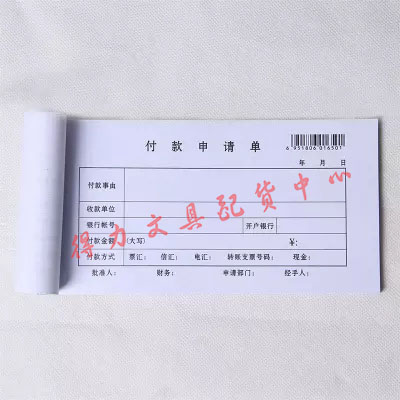 付款申请单
6951806016501
年 月 日
付款事由
收款单位
银行帐号 开户银行
付款金额 (大写) ¥:
付款方式 票汇: 信汇: 电汇: 转账支票号码: 现金:
批准人: 财务: 申请部门: 经手人:
得力文具配货中心